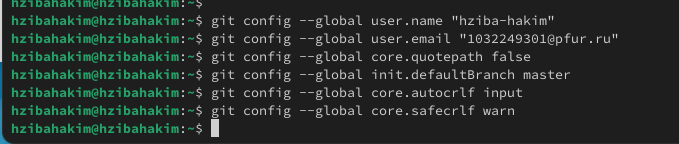 hzibahakim@hzibahakim:~$
hzibahakim@hzibahakim:~$ git config --global user.name "hziba-hakim"
hzibahakim@hzibahakim:~$ git config --global user.email "1032249301@pfur.ru"
hzibahakim@hzibahakim:~$ git config --global core.quotepath false
hzibahakim@hzibahakim:~$ git config --global init.defaultBranch master
hzibahakim@hzibahakim:~$ git config --global core.autocrlf input
hzibahakim@hzibahakim:~$ git config --global core.safecrlf warn
hzibahakim@hzibahakim:~$